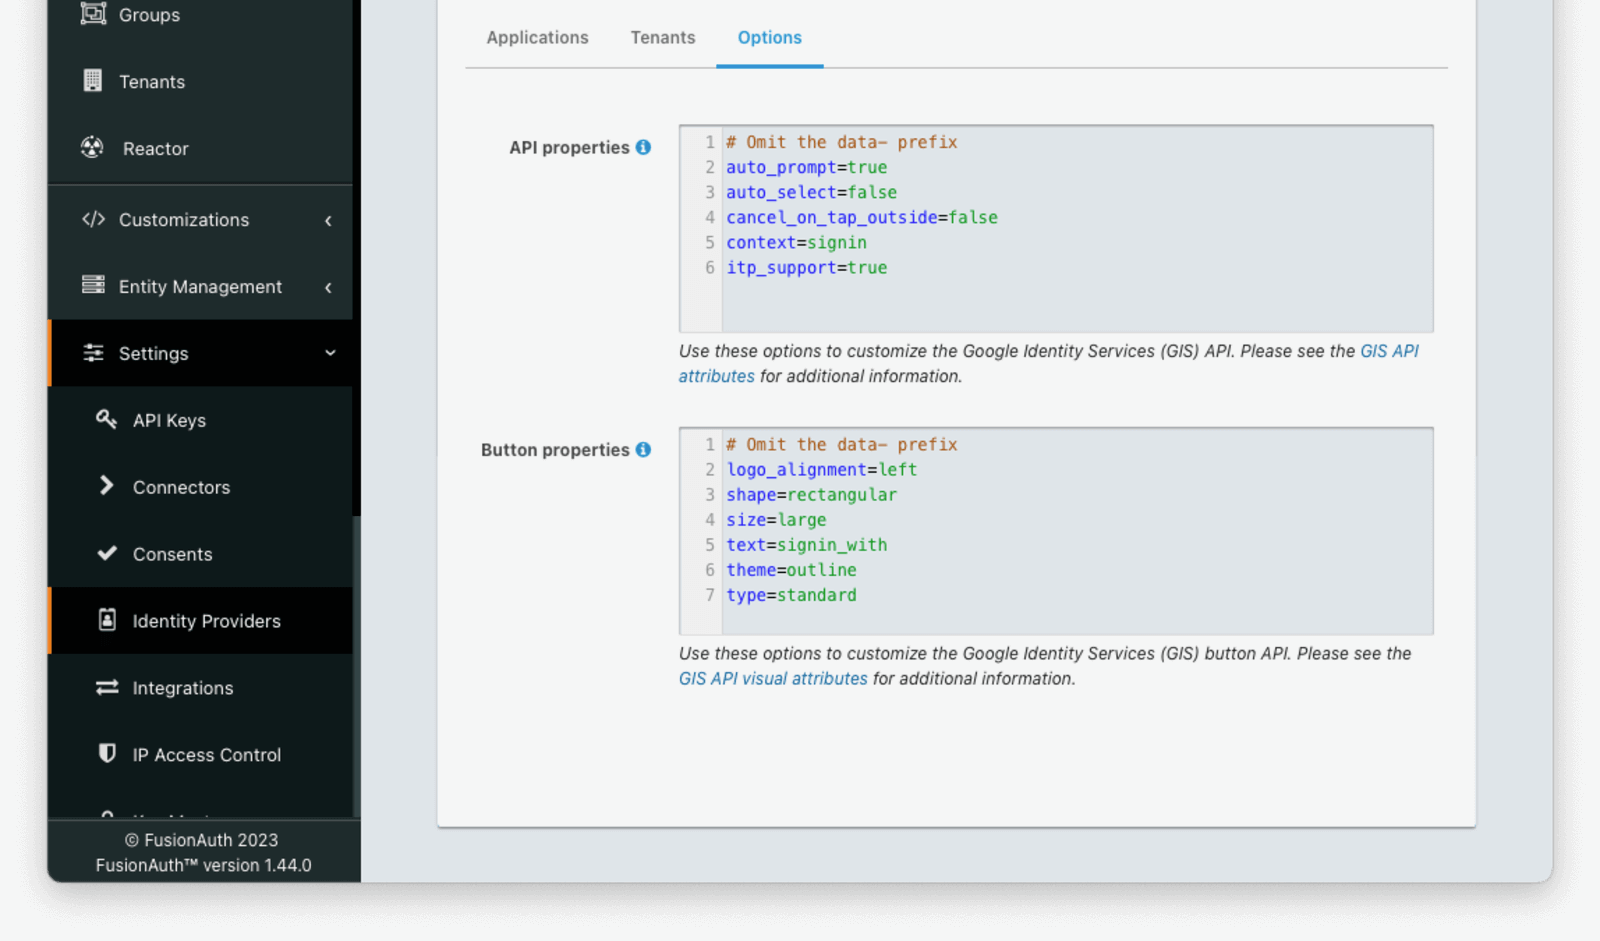 Groups
Tenants
Reactor
Customizations
Entity Management
Settings
API Keys
Connectors
Consents
Identity Providers
Integrations
IP Access Control
© FusionAuth 2023
FusionAuth™ version 1.44.0
Applications Tenants Options
API properties
1 # Omit the data- prefix
2 auto_prompt=true
3 auto_select=false
4 cancel_on_tap_outside=false
5 context=signin
6 itp_support=true
Use these options to customize the Google Identity Services (GIS) API. Please see the GIS API
attributes for additional information.
Button properties
1 # Omit the data- prefix
2 logo_alignment=left
3 shape=rectangular
4 size=large
5 text=signin_with
6 theme=outline
7 type=standard
Use these options to customize the Google Identity Services (GIS) button API. Please see the
GIS API visual attributes for additional information.